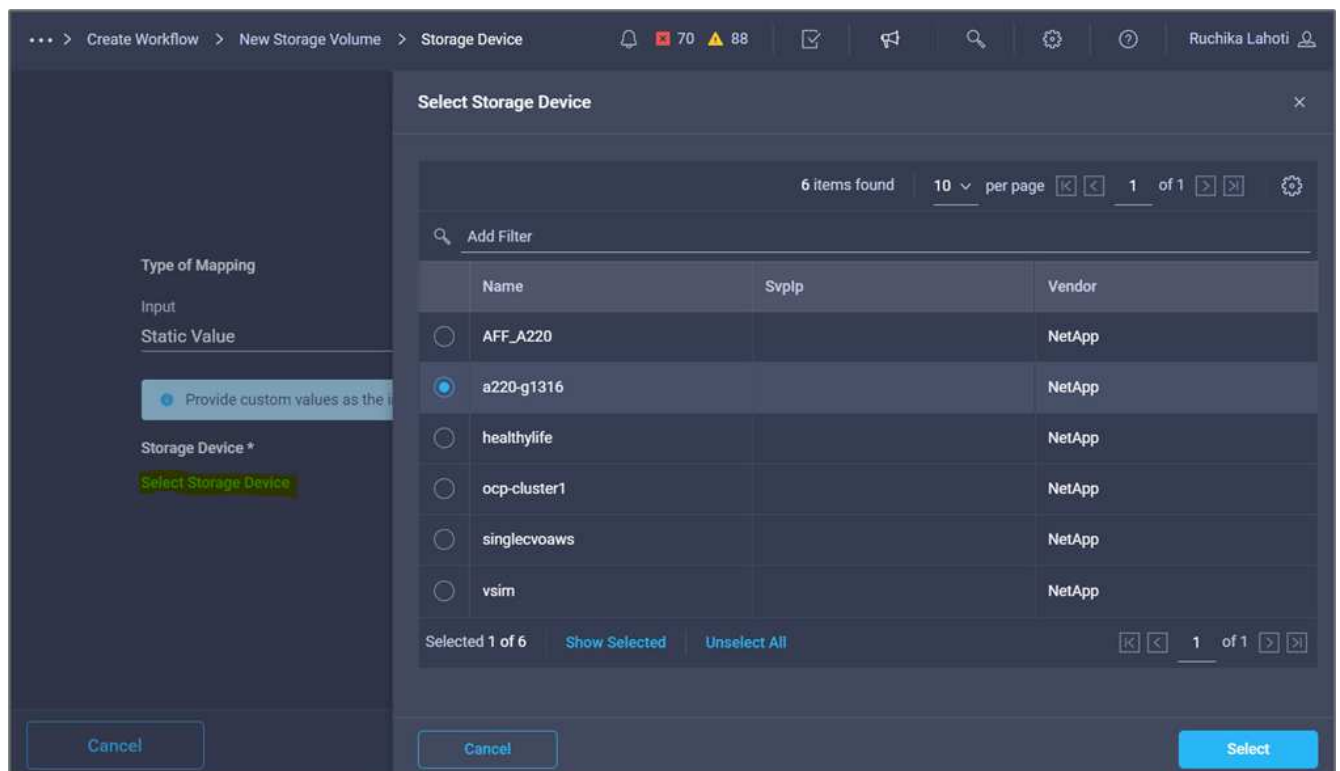 ... > Create Workflow > New Storage Volume > Storage Device 70 88 Ruchika Lahoti
Select Storage Device
6 items found 10 per page 1 of 1
Add Filter
Type of Mapping
Input
Static Value
Provide custom values as the i
Storage Device *
Select Storage Device
Name SvpIp Vendor
AFF_A220 NetApp
a220-g1316 NetApp
healthylife NetApp
ocp-cluster1 NetApp
singlecvoaws NetApp
vsim NetApp
Selected 1 of 6 Show Selected Unselect All 1 of 1
Cancel
Cancel Select